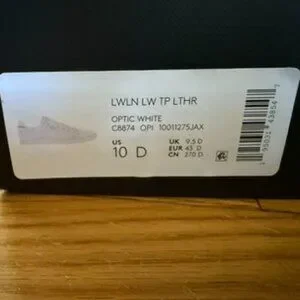 LWLN LW TP LTHR
OPTIC WHITE
C8874 OPI 10011275JAX
US UK 9.5 D
10 D EUR 43 D
CN 270 D